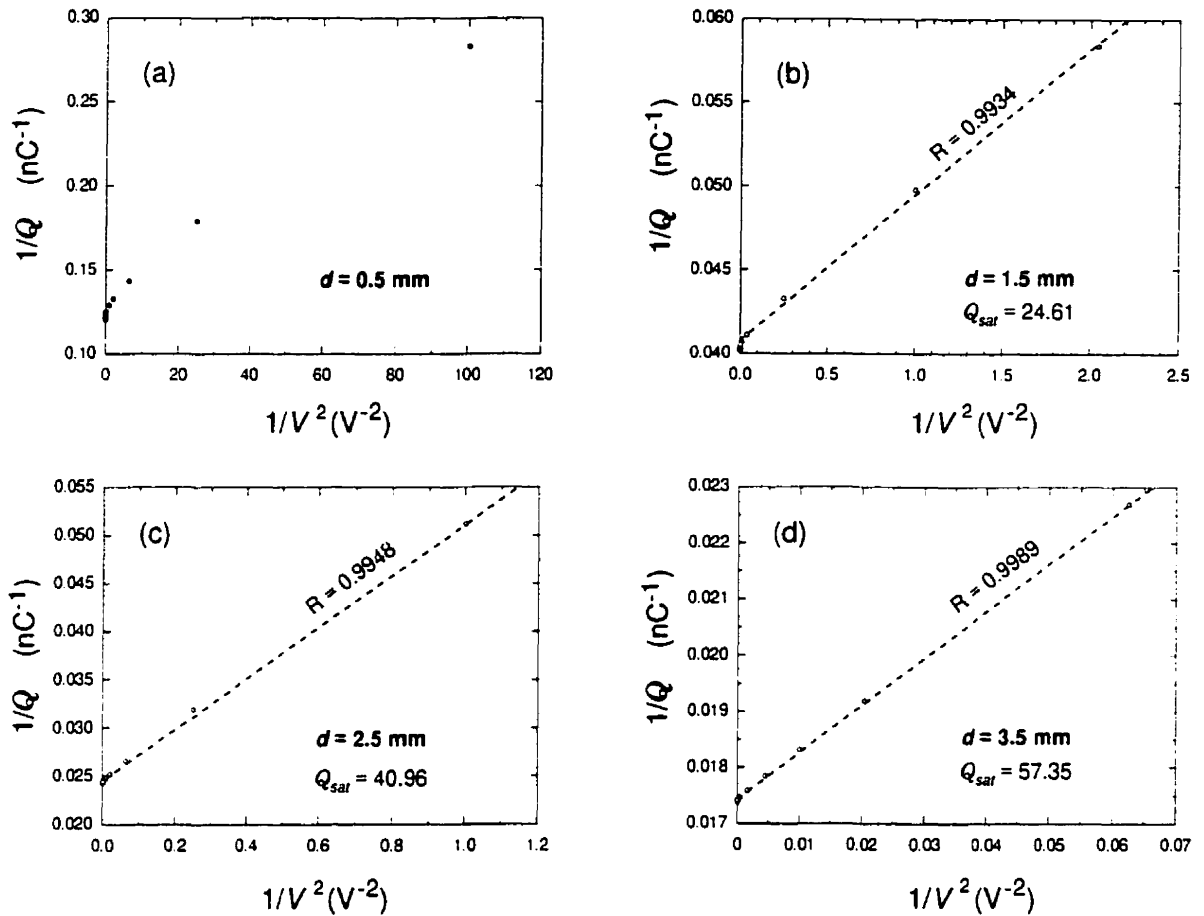 (a)
1/Q (nC⁻¹)
0.30
0.25
0.20
0.15
0.10
d = 0.5 mm
0 20 40 60 80 100 120
1/V² (V⁻²)
(b)
1/Q (nC⁻¹)
0.060
0.055
0.050
0.045
0.040
R = 0.9934
d = 1.5 mm
Qsat = 24.61
0.0 0.5 1.0 1.5 2.0 2.5
1/V² (V⁻²)
(c)
1/Q (nC⁻¹)
0.055
0.050
0.045
0.040
0.035
0.030
0.025
0.020
R = 0.9948
d = 2.5 mm
Qsat = 40.96
0.0 0.2 0.4 0.6 0.8 1.0 1.2
1/V² (V⁻²)
(d)
1/Q (nC⁻¹)
0.023
0.022
0.021
0.020
0.019
0.018
0.017
R = 0.9989
d = 3.5 mm
Qsat = 57.35
0 0.01 0.02 0.03 0.04 0.05 0.06 0.07
1/V² (V⁻²)